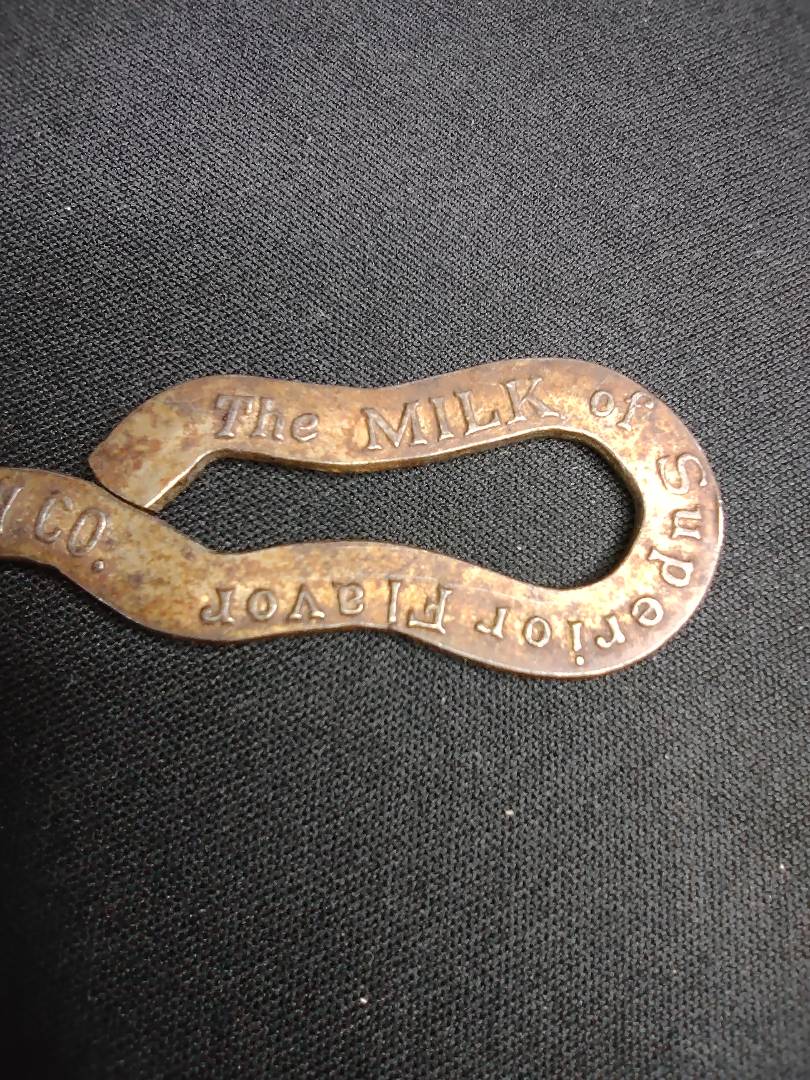 The MILK of Superior Flavor
CO.